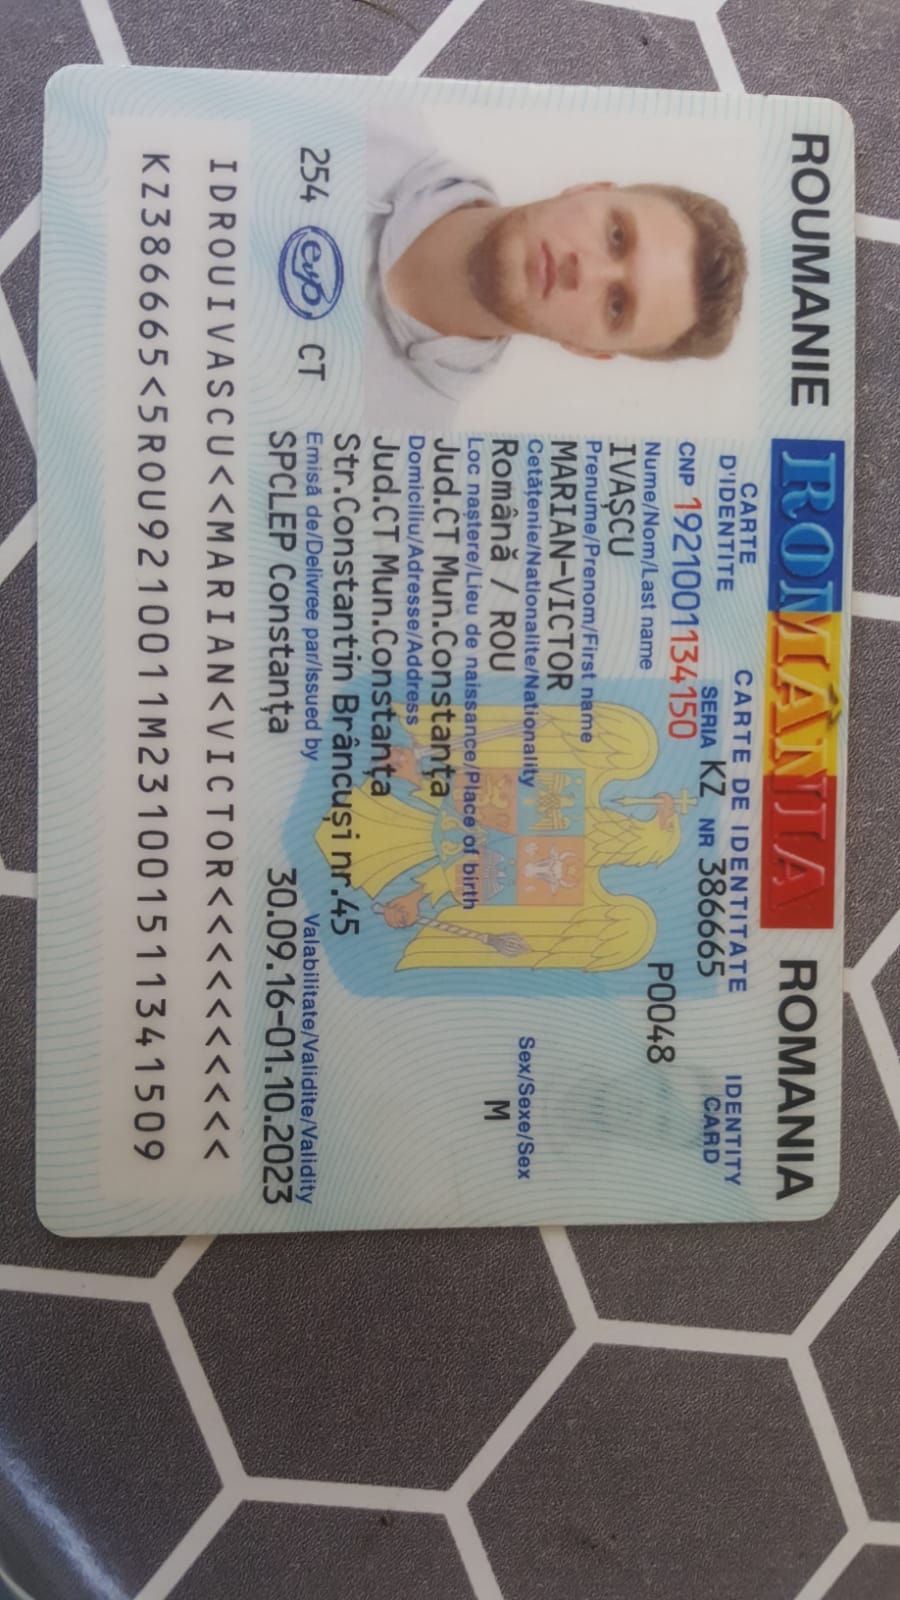 ROUMANIE ROMÂNIA ROMANIA
CARTE D'IDENTITE
CARTE DE IDENTITATE
IDENTITY CARD
SERIA KZ NR 386665
CNP 1921001134150
P0048
Nume/Nom/Last name
IVAȘCU
Prenume/Prenom/First name
MARIAN-VICTOR
Cetățenie/Nationalite/Nationality
Română / ROU
Sex/Sexe/Sex
M
Loc naștere/Lieu de naissance/Place of birth
Jud.CT Mun.Constanța
Domiciliu/Adresse/Address
Jud.CT Mun.Constanța
Str.Constantin Brâncuși nr.45
254 evp CT
Emisă de/Delivree par/Issued by
SPCLEP Constanța
Valabilitate/Validite/Validity
30.09.16-01.10.2023
IDROUIVASCU<<MARIAN<VICTOR<<<<<<<<<<
KZ386665<5ROU9210011M231001511341509